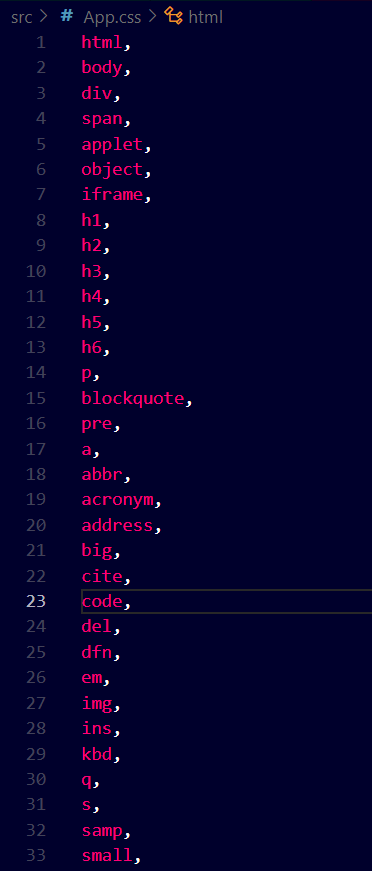 src > # App.css > html
1 html,
2 body,
3 div,
4 span,
5 applet,
6 object,
7 iframe,
8 h1,
9 h2,
10 h3,
11 h4,
12 h5,
13 h6,
14 p,
15 blockquote,
16 pre,
17 a,
18 abbr,
19 acronym,
20 address,
21 big,
22 cite,
23 code,
24 del,
25 dfn,
26 em,
27 img,
28 ins,
29 kbd,
30 q,
31 s,
32 samp,
33 small,